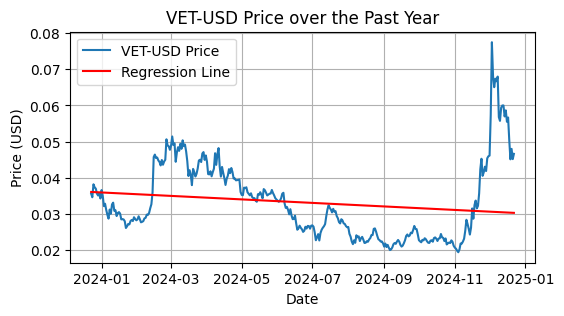 VET-USD Price over the Past Year
VET-USD Price
Regression Line
Price (USD)
0.08
0.07
0.06
0.05
0.04
0.03
0.02
2024-01
2024-03
2024-05
2024-07
2024-09
2024-11
2025-01
Date